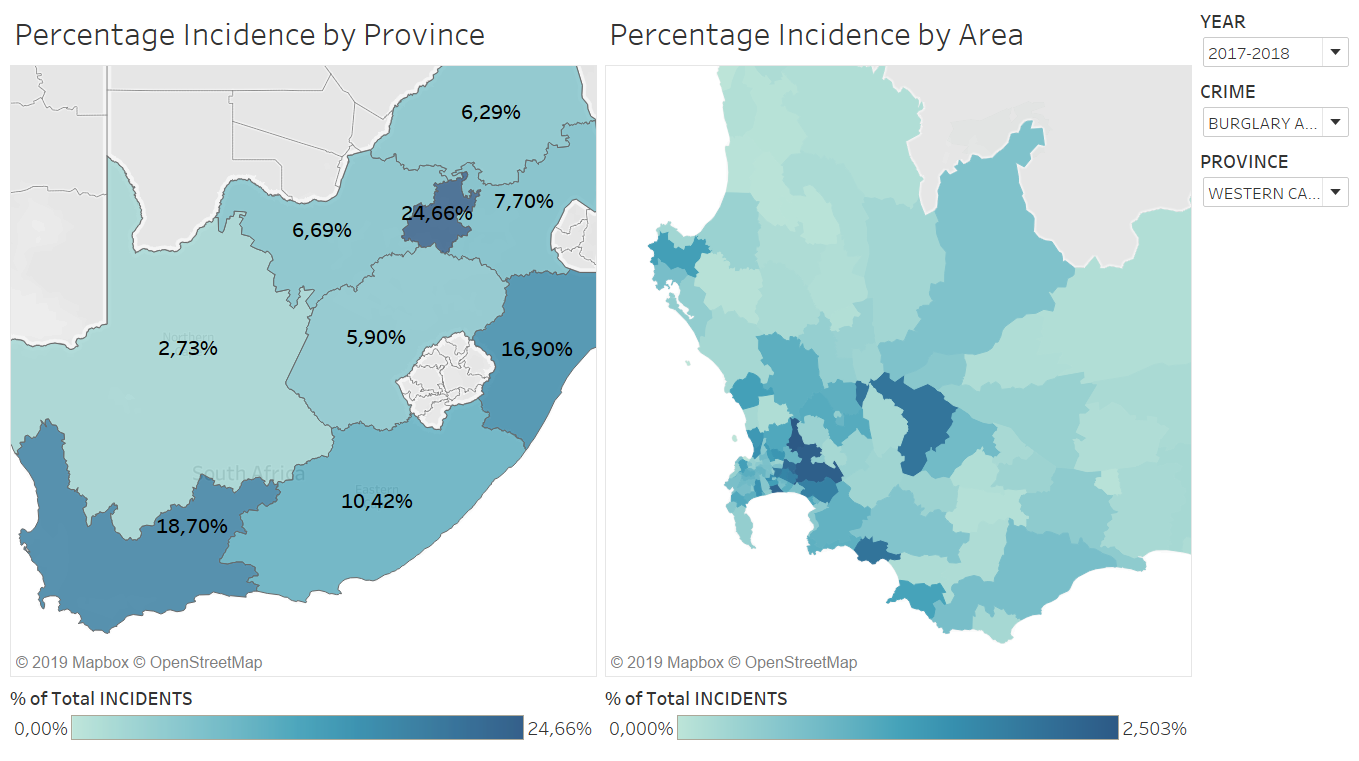 Percentage Incidence by Province
6,29%
7,70%
24,66%
6,69%
2,73%
5,90%
16,90%
South Africa
Eastern
10,42%
18,70%
© 2019 Mapbox © OpenStreetMap
% of Total INCIDENTS
0,00%
24,66%
Percentage Incidence by Area
© 2019 Mapbox © OpenStreetMap
% of Total INCIDENTS
0,000%
2,503%
YEAR
2017-2018
CRIME
BURGLARY A...
PROVINCE
WESTERN CA...